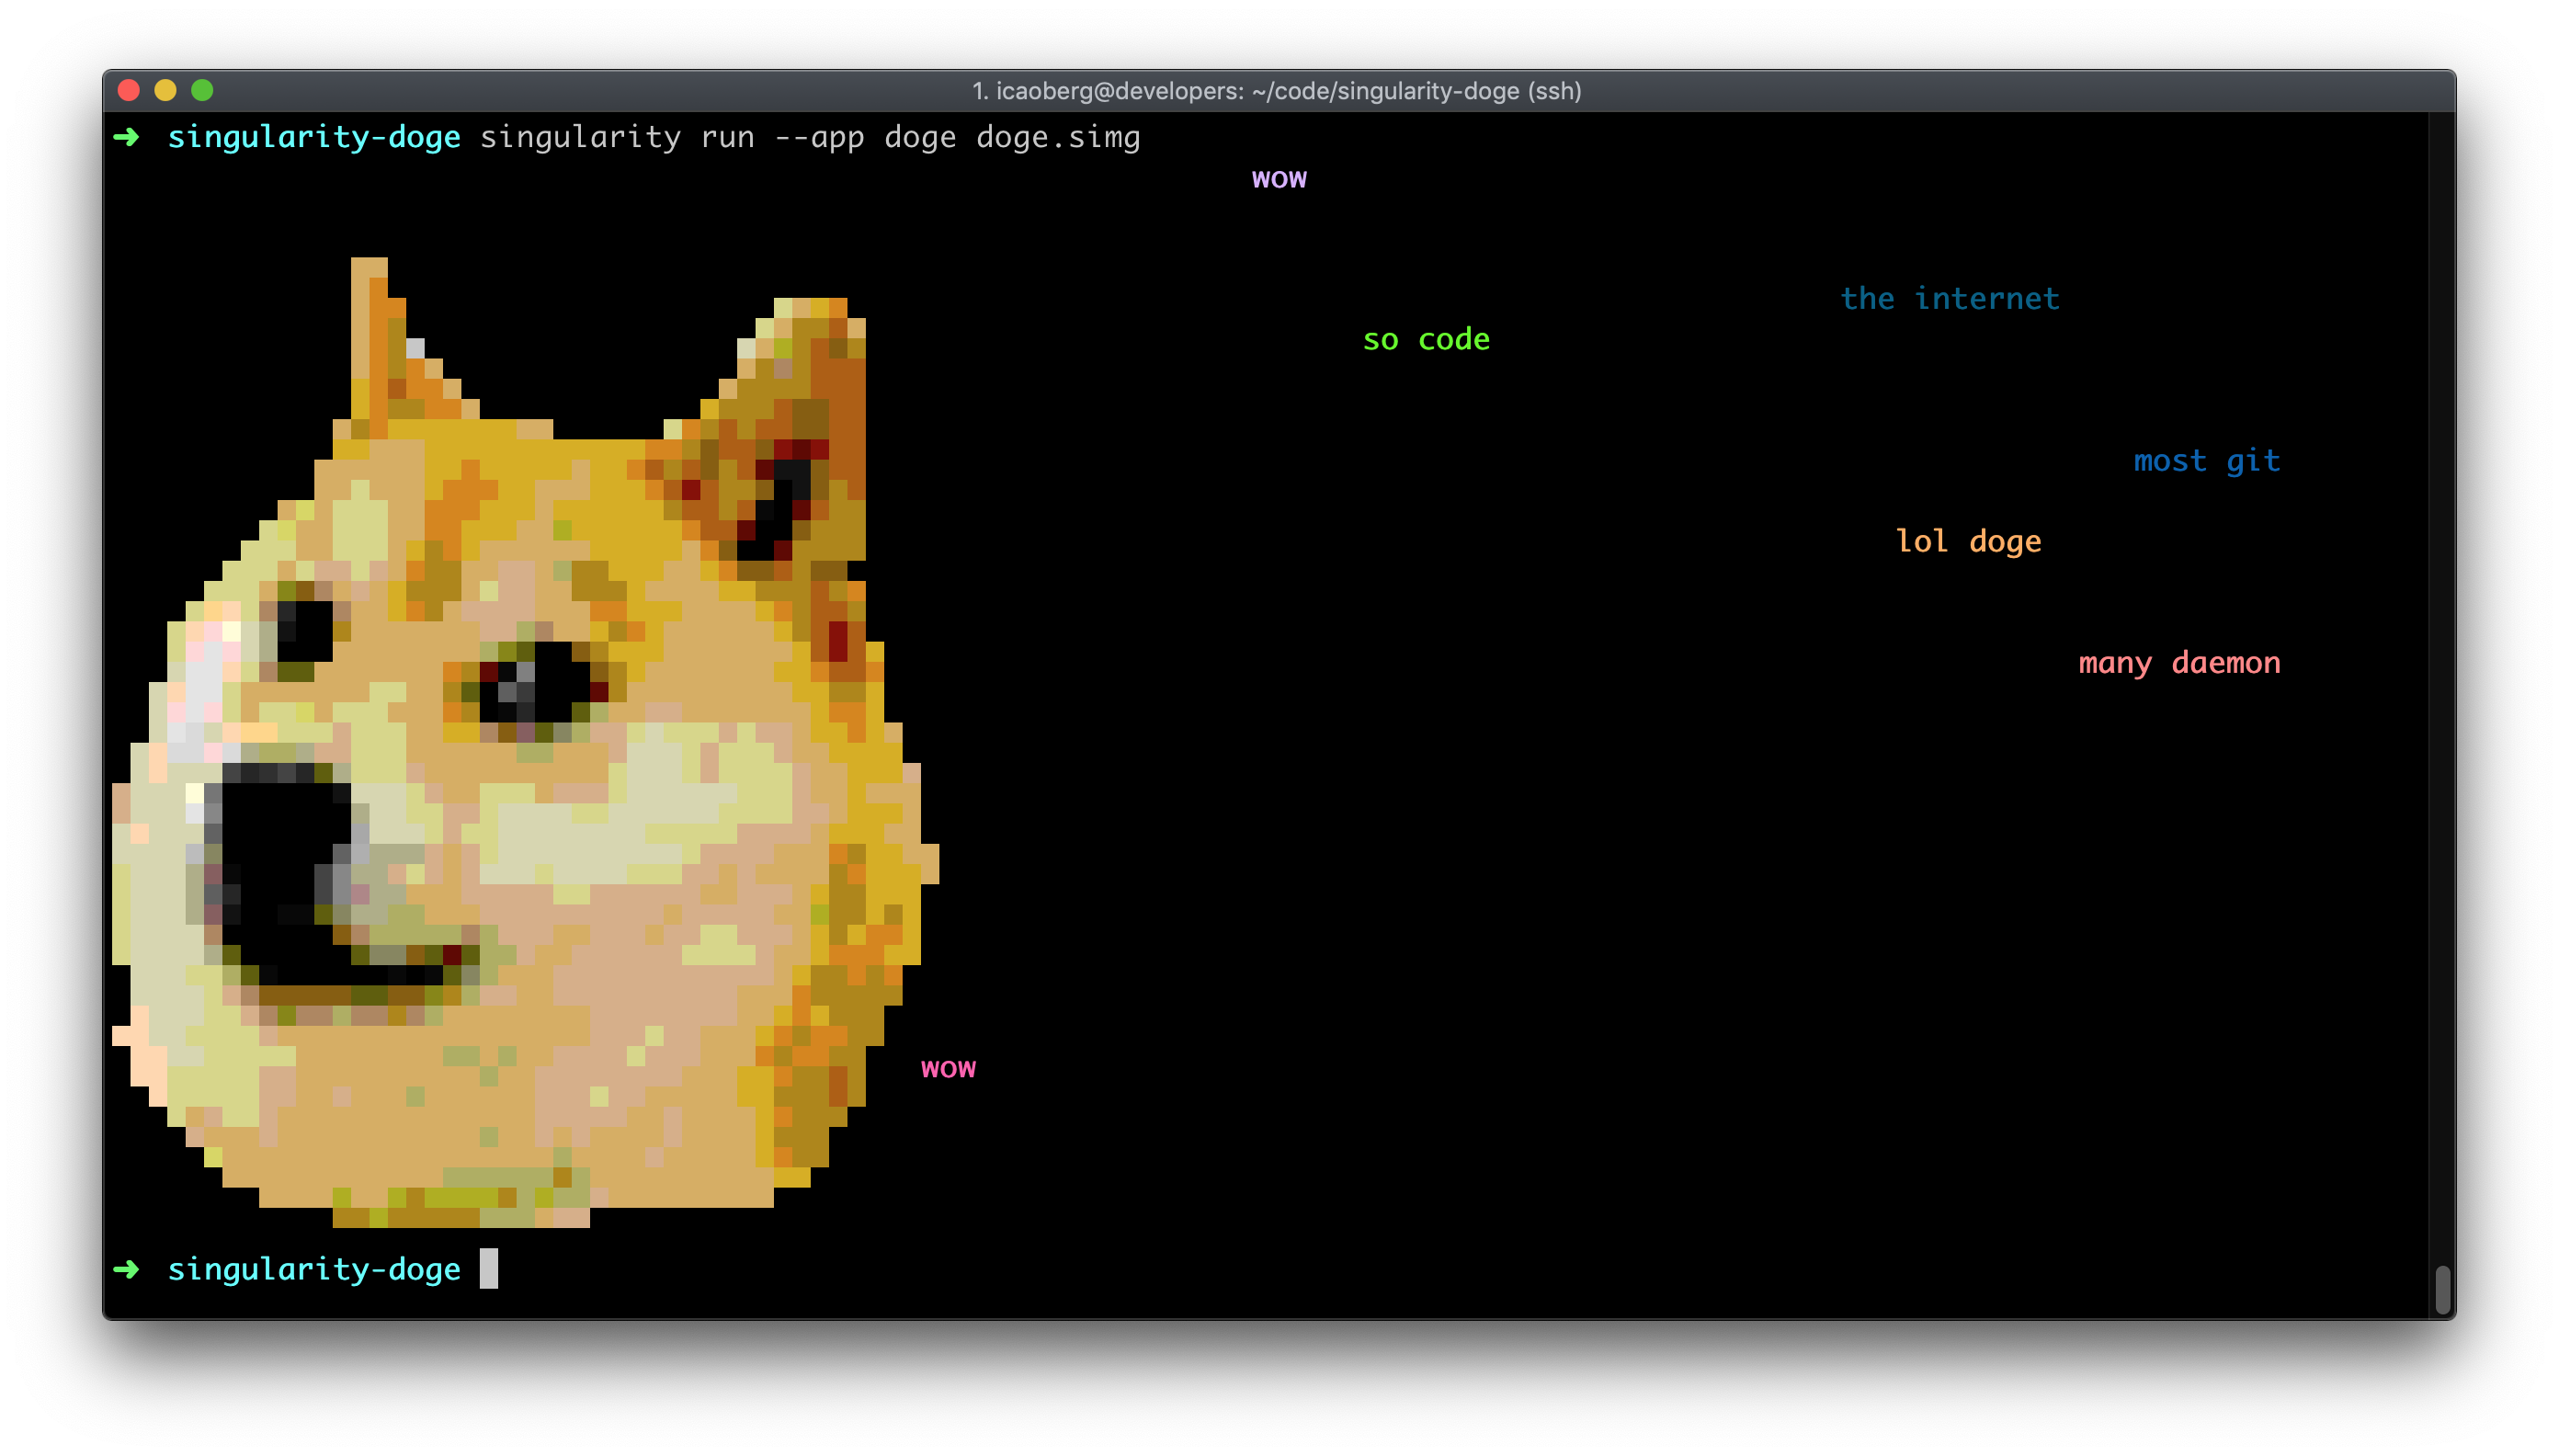 1. icaoberg@developers: ~/code/singularity-doge (ssh)
➜ singularity-doge singularity run --app doge doge.simg
wow
the internet
so code
most git
lol doge
many daemon
wow
➜ singularity-doge